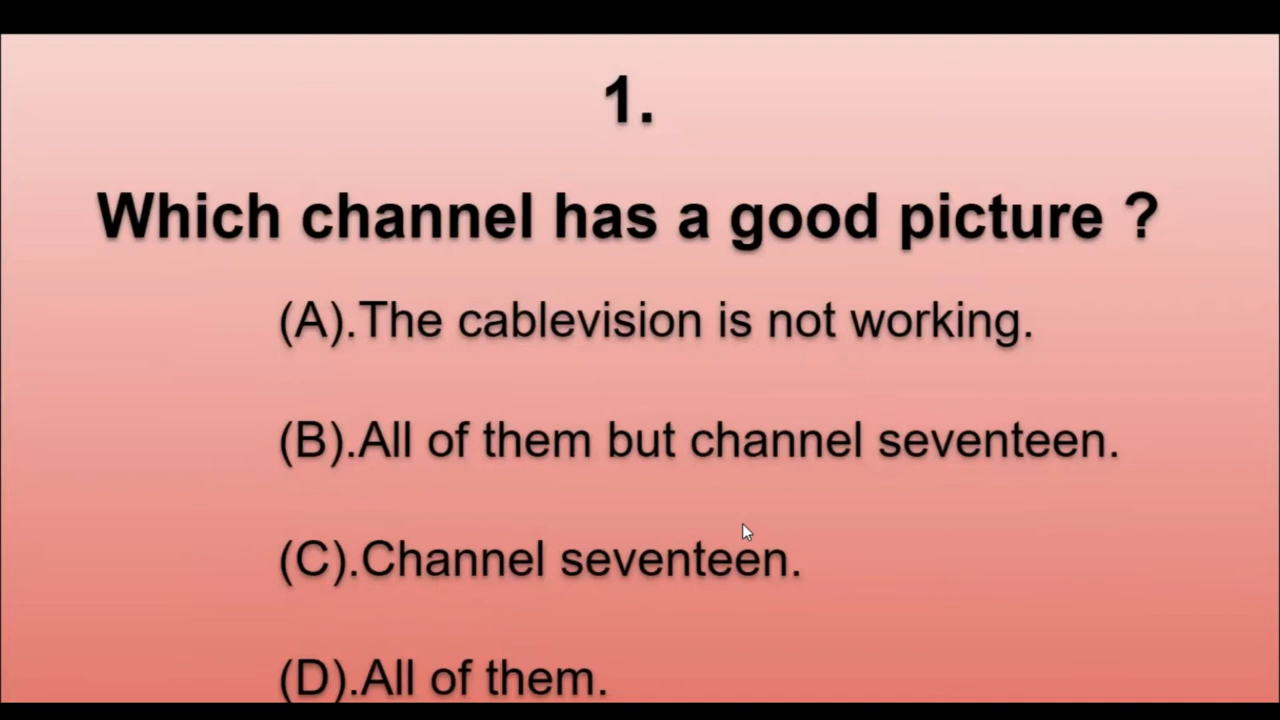 1.
Which channel has a good picture ?
(A).The cablevision is not working.
(B).All of them but channel seventeen.
(C).Channel seventeen.
(D).All of them.